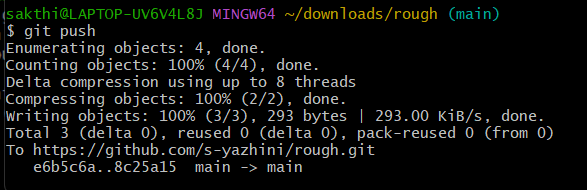 sakthi@LAPTOP-UV6V4L8J MINGW64 ~/downloads/rough (main)
$ git push
Enumerating objects: 4, done.
Counting objects: 100% (4/4), done.
Delta compression using up to 8 threads
Compressing objects: 100% (2/2), done.
Writing objects: 100% (3/3), 293 bytes | 293.00 KiB/s, done.
Total 3 (delta 0), reused 0 (delta 0), pack-reused 0 (from 0)
To https://github.com/s-yazhini/rough.git
   e6b5c6a..8c25a15  main -> main